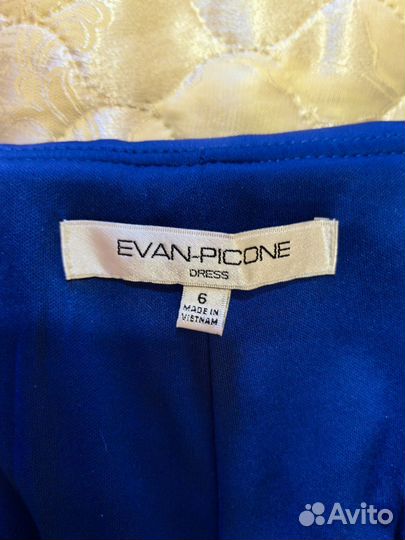 EVAN-PICONE
DRESS
6
MADE IN
VIETNAM
Avito